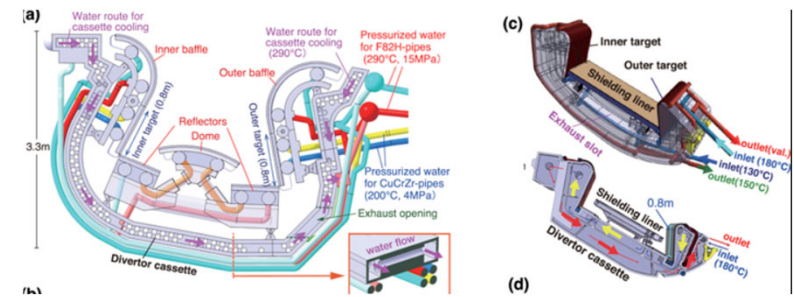 (a)
Water route for
cassette cooling
Inner baffle
Inner target (0.8m)
3.3m
Reflectors
Dome
Outer baffle
Outer target (0.8m)
Water route for
cassette cooling
(290°C)
Pressurized water
for F82H-pipes
(290°C, 15MPa)
Pressurized water
for CuCrZr-pipes
(200°C, 4MPa)
Exhaust opening
Divertor cassette
water flow
(c)
Inner target
Outer target
Shielding liner
Exhaust slot
outlet(val.)
inlet (180°C)
inlet(130°C)
outlet(150°C)
Shielding liner
0.8m
outlet
inlet
(180°C)
Divertor cassette
(d)